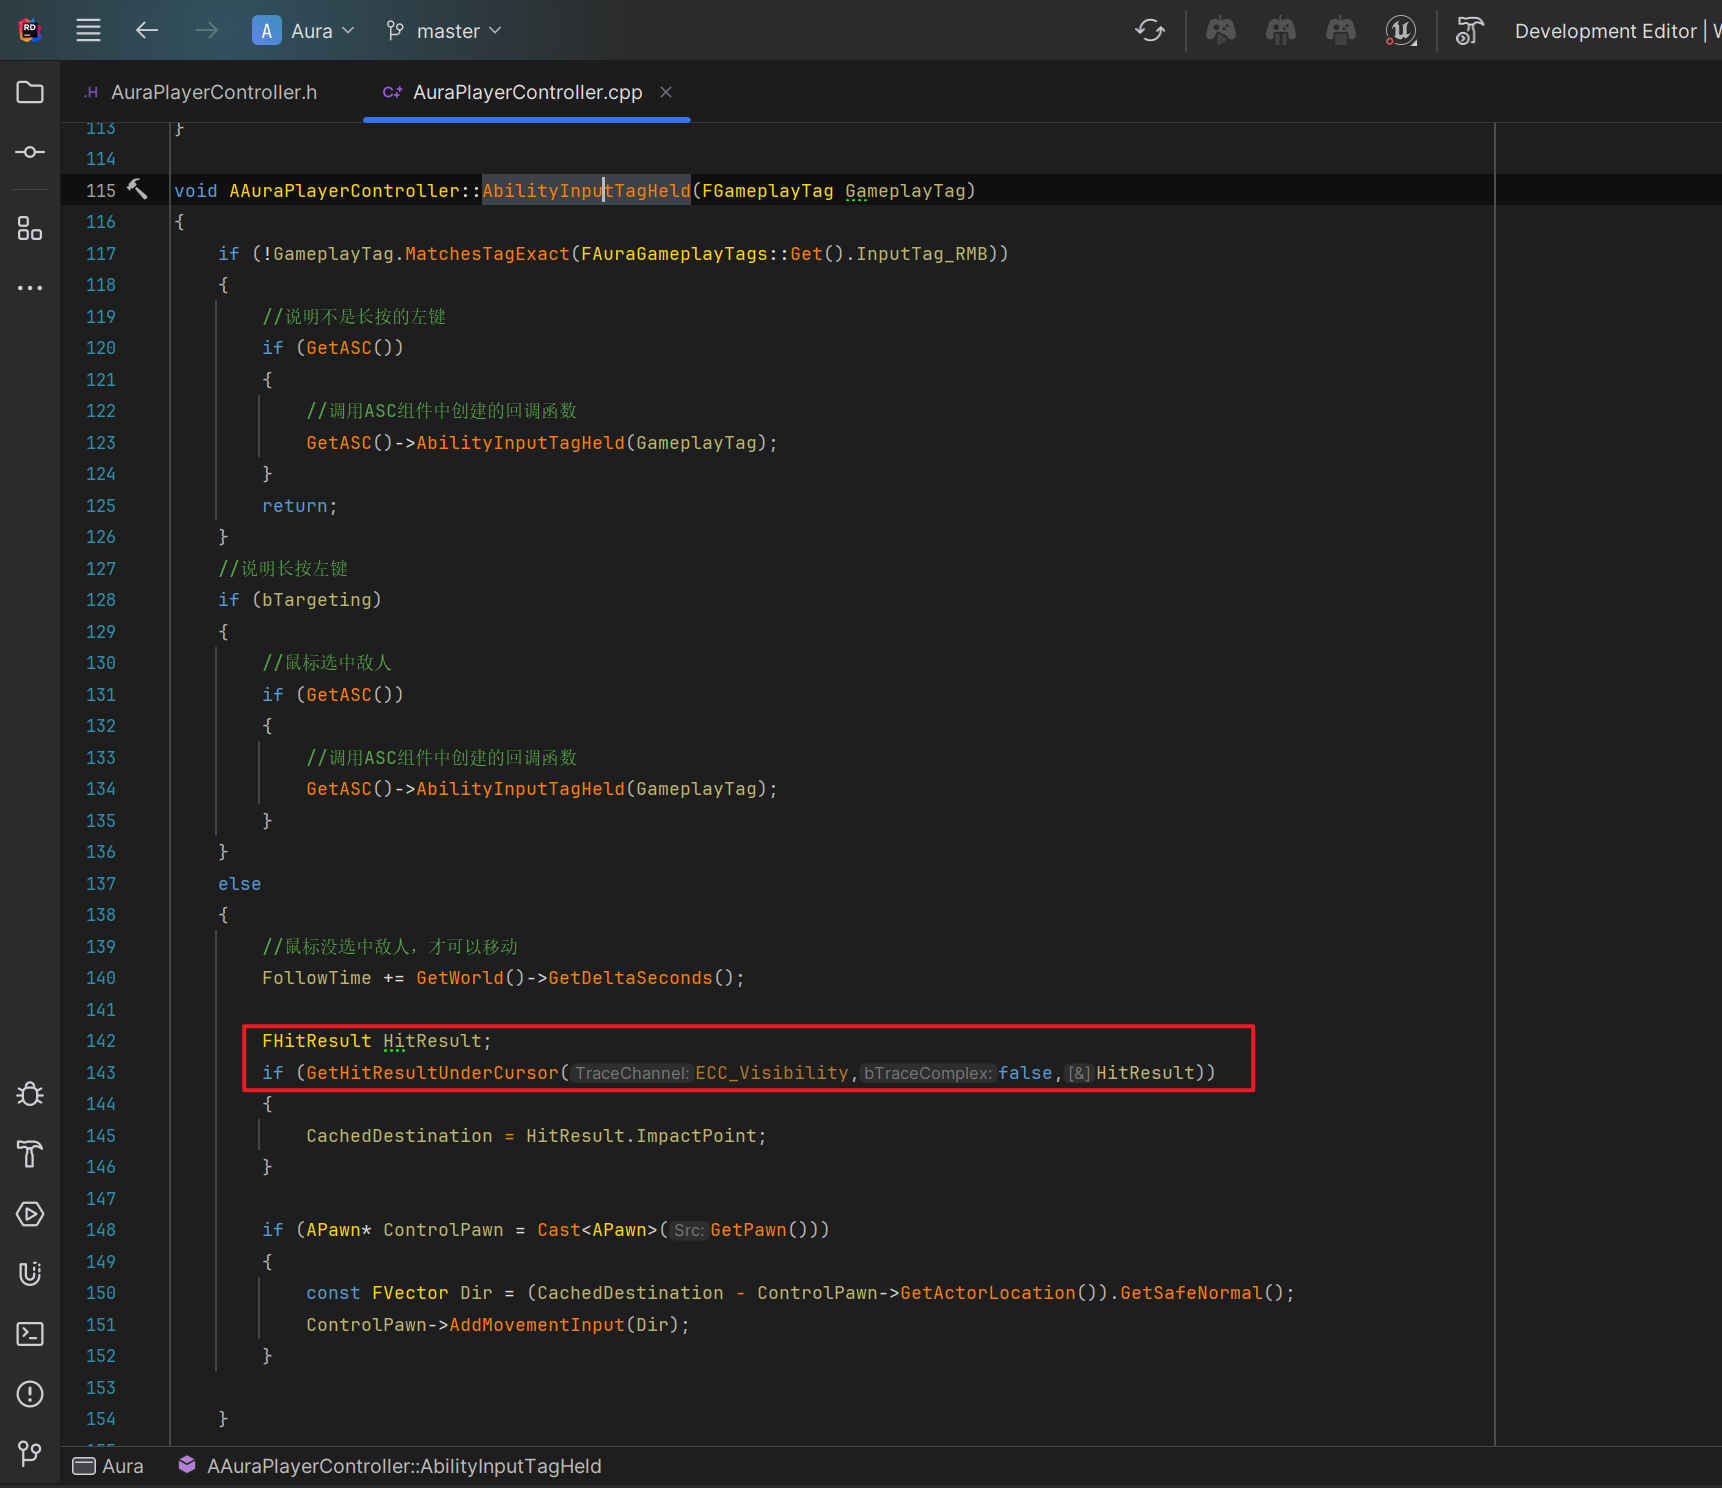 RD
A Aura master Development Editor | W
.H AuraPlayerController.h C++ AuraPlayerController.cpp ×
113 }
114
115 void AAuraPlayerController::AbilityInputTagHeld(FGameplayTag GameplayTag)
116 {
117 if (!GameplayTag.MatchesTagExact(FAuraGameplayTags::Get().InputTag_RMB))
118 {
119 //说明不是长按的左键
120 if (GetASC())
121 {
122 //调用ASC组件中创建的回调函数
123 GetASC()->AbilityInputTagHeld(GameplayTag);
124 }
125 return;
126 }
127 //说明长按左键
128 if (bTargeting)
129 {
130 //鼠标选中敌人
131 if (GetASC())
132 {
133 //调用ASC组件中创建的回调函数
134 GetASC()->AbilityInputTagHeld(GameplayTag);
135 }
136 }
137 else
138 {
139 //鼠标没选中敌人，才可以移动
140 FollowTime += GetWorld()->GetDeltaSeconds();
141
142 FHitResult HitResult;
143 if (GetHitResultUnderCursor( TraceChannel: ECC_Visibility, bTraceComplex: false, [&] HitResult))
144 {
145 CachedDestination = HitResult.ImpactPoint;
146 }
147
148 if (APawn* ControlPawn = Cast<APawn>( Src: GetPawn()))
149 {
150 const FVector Dir = (CachedDestination - ControlPawn->GetActorLocation()).GetSafeNormal();
151 ControlPawn->AddMovementInput(Dir);
152 }
153
154 }
Aura AAuraPlayerController::AbilityInputTagHeld